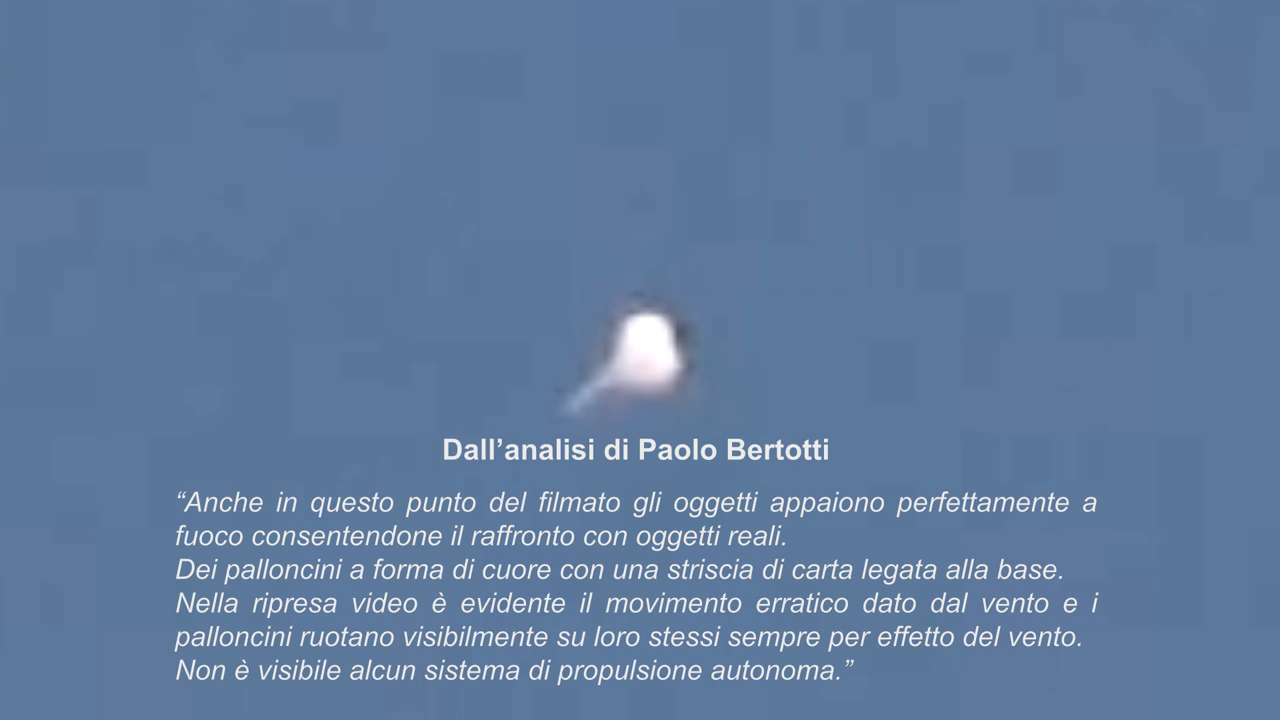 Dall’analisi di Paolo Bertotti
“Anche in questo punto del filmato gli oggetti appaiono perfettamente a
fuoco consentendone il raffronto con oggetti reali.
Dei palloncini a forma di cuore con una striscia di carta legata alla base.
Nella ripresa video è evidente il movimento erratico dato dal vento e i
palloncini ruotano visibilmente su loro stessi sempre per effetto del vento.
Non è visibile alcun sistema di propulsione autonoma.”